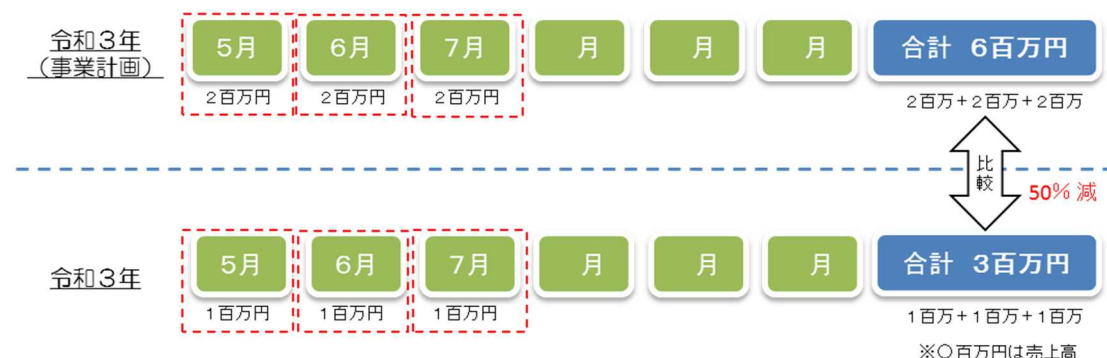 令和３年
（事業計画）
５月
６月
７月
月
月
月
合計 ６百万円
２百万円
２百万円
２百万円
２百万＋２百万＋２百万
比較
50％ 減
令和３年
５月
６月
７月
月
月
月
合計 ３百万円
１百万円
１百万円
１百万円
１百万＋１百万＋１百万
※〇百万円は売上高